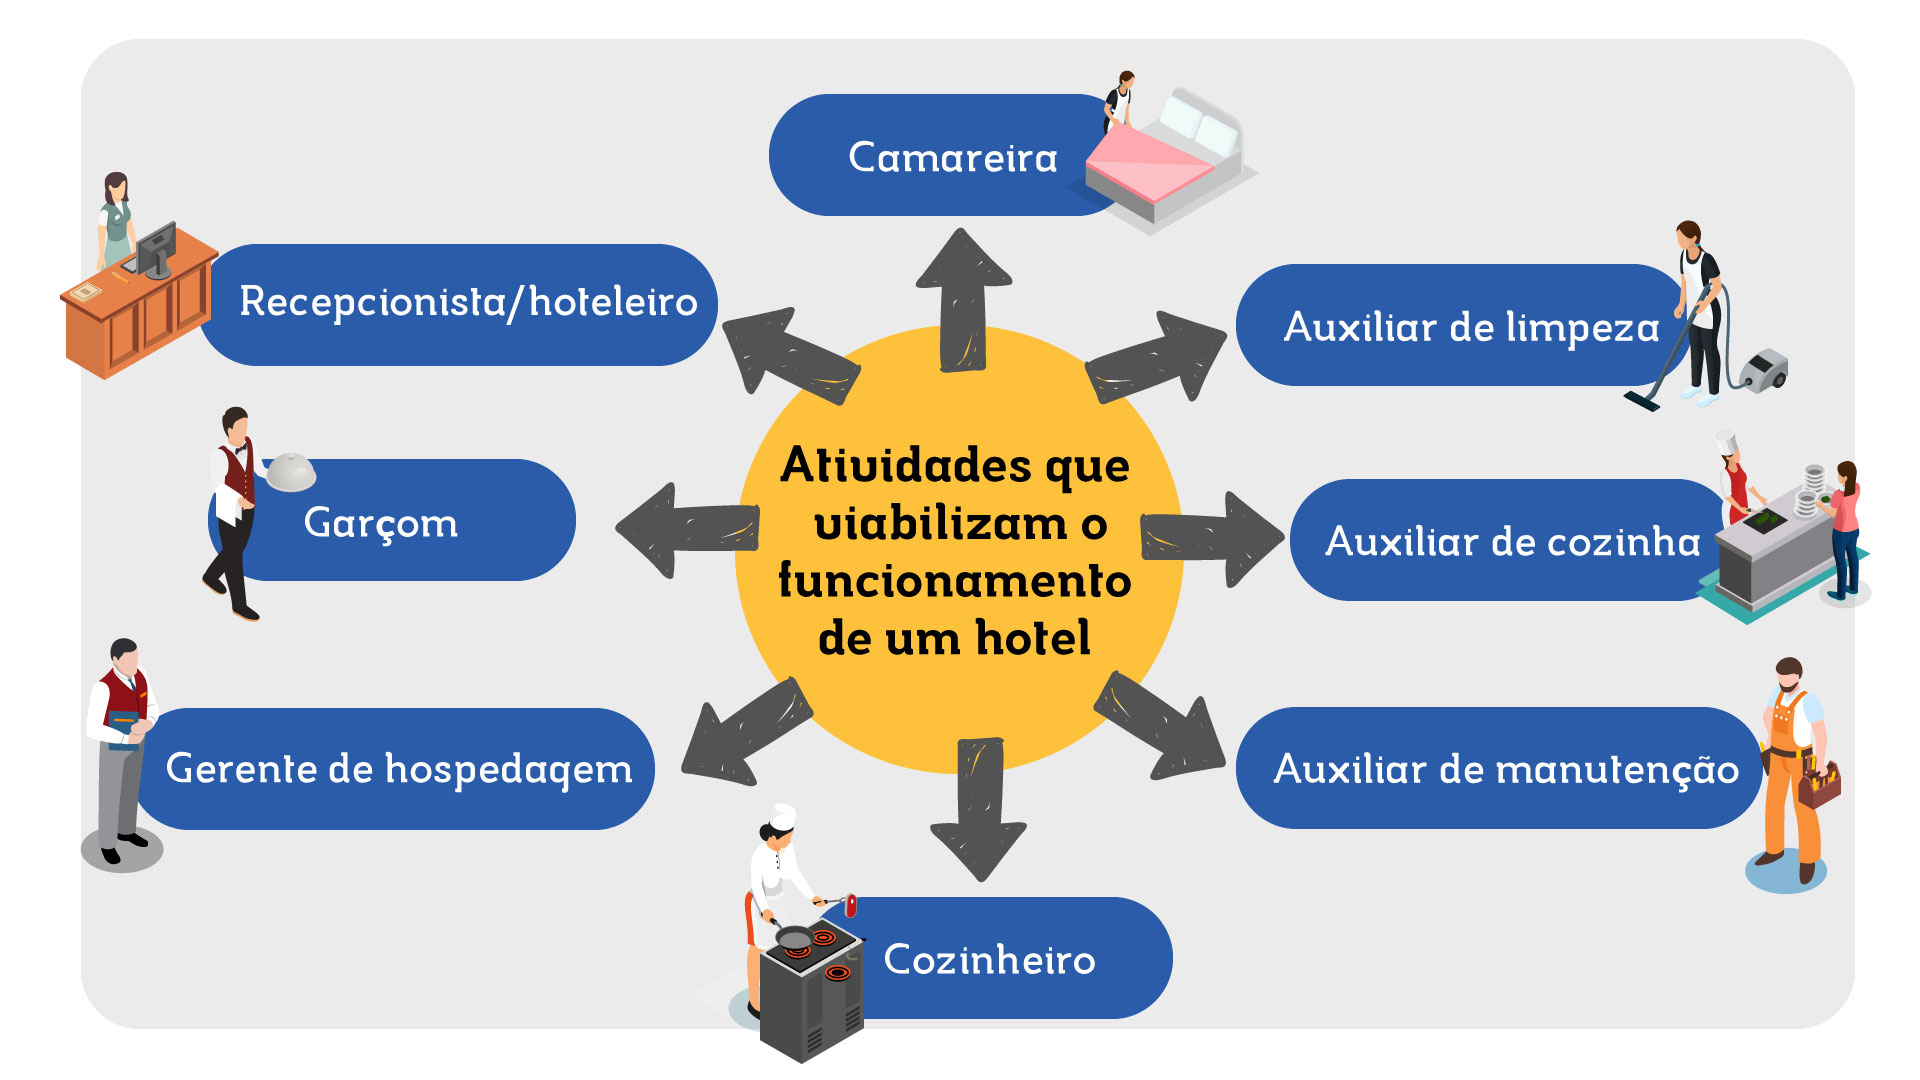 Camareira
Recepcionista/hoteleiro
Auxiliar de limpeza
Garçom
Atividades que
viabilizam o
funcionamento
de um hotel
Auxiliar de cozinha
Gerente de hospedagem
Auxiliar de manutenção
Cozinheiro